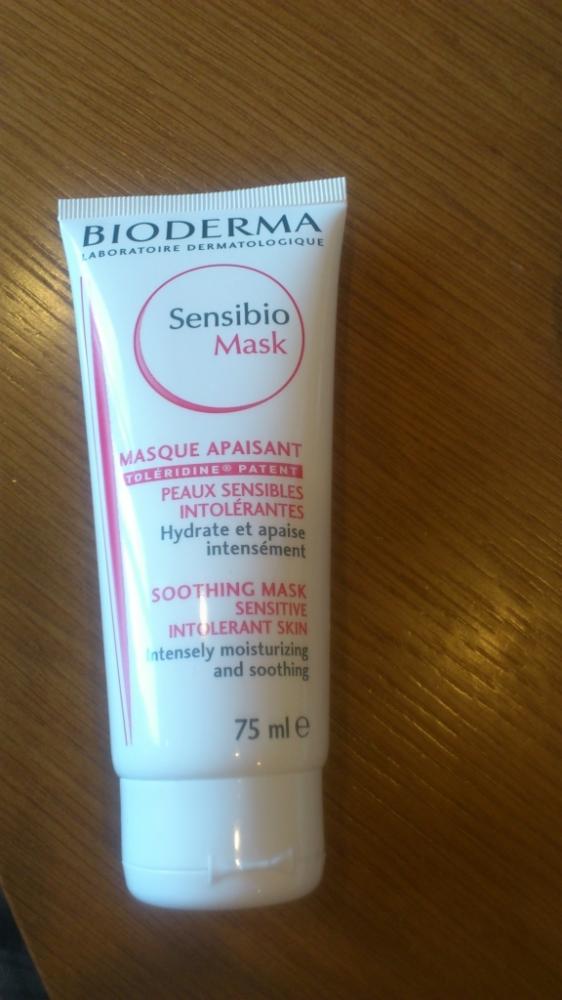 BIODERMA
LABORATOIRE DERMATOLOGIQUE
Sensibio
Mask
MASQUE APAISANT
TOLÉRIDINE® PATENT
PEAUX SENSIBLES
INTOLÉRANTES
Hydrate et apaise
intensément
SOOTHING MASK
SENSITIVE
INTOLERANT SKIN
Intensely moisturizing
and soothing
75 ml ℮